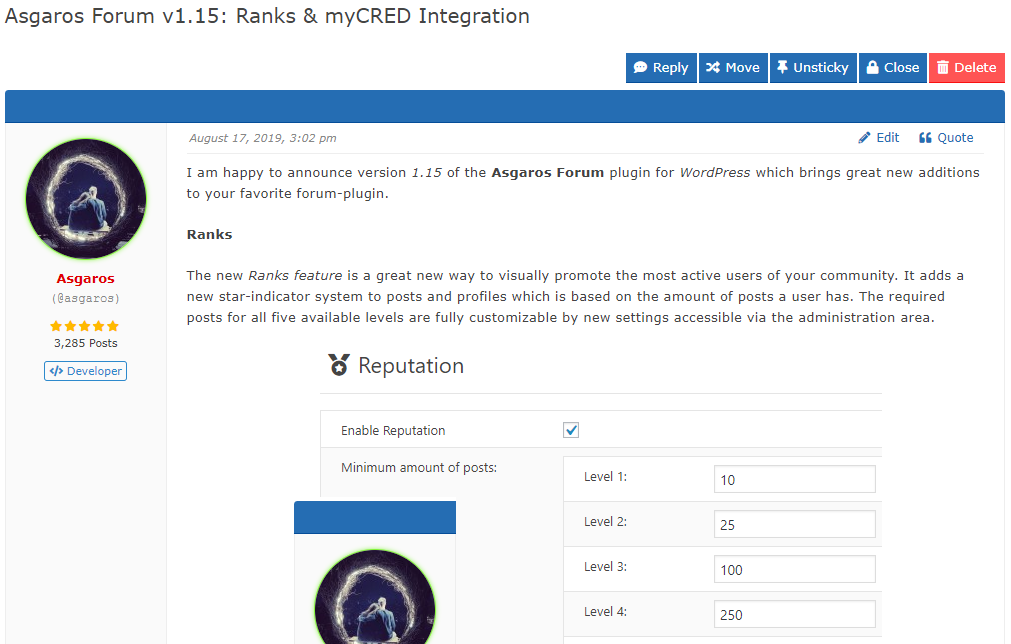 Asgaros Forum v1.15: Ranks & myCRED Integration
Reply Move Unsticky Close Delete
August 17, 2019, 3:02 pm Edit Quote
I am happy to announce version 1.15 of the Asgaros Forum plugin for WordPress which brings great new additions
to your favorite forum-plugin.
Ranks
Asgaros
(@asgaros)
3,285 Posts
</> Developer
The new Ranks feature is a great new way to visually promote the most active users of your community. It adds a
new star-indicator system to posts and profiles which is based on the amount of posts a user has. The required
posts for all five available levels are fully customizable by new settings accessible via the administration area.
Reputation
Enable Reputation
Minimum amount of posts:
Level 1: 10
Level 2: 25
Level 3: 100
Level 4: 250